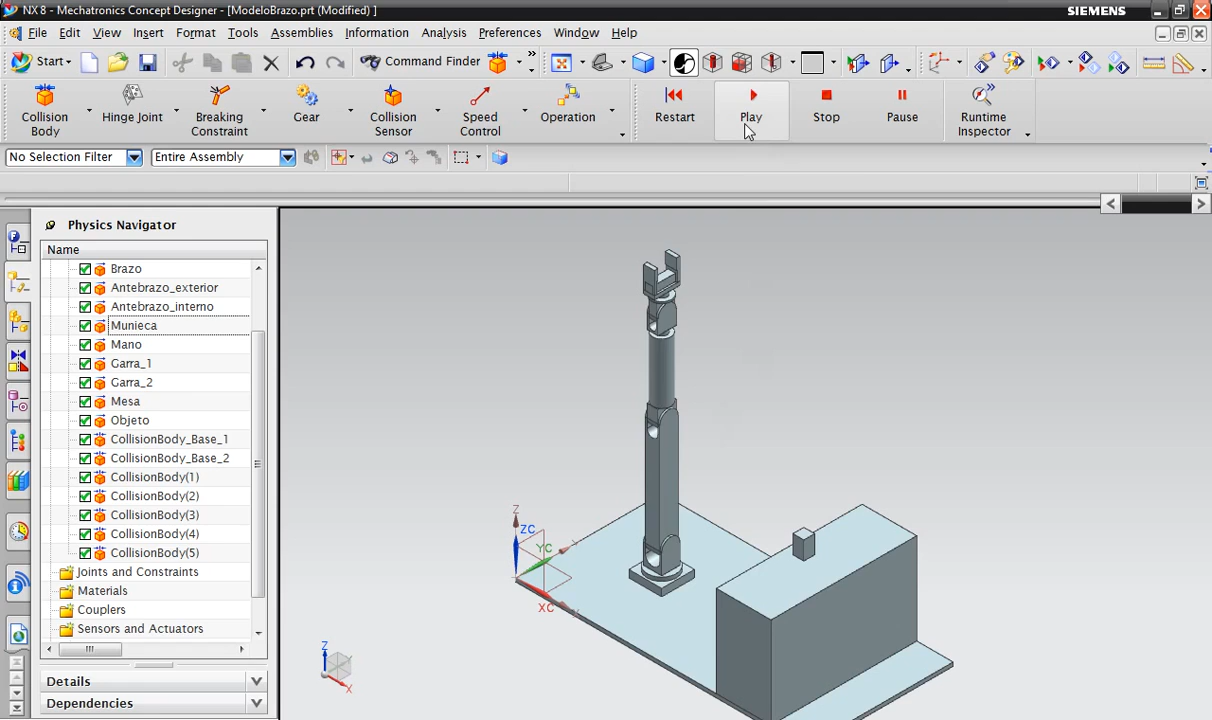 NX 8 - Mechatronics Concept Designer - [ModeloBrazo.prt (Modified) ]
SIEMENS
File Edit View Insert Format Tools Assemblies Information Analysis Preferences Window Help
Start Command Finder
Collision Body
Hinge Joint
Breaking Constraint
Gear
Collision Sensor
Speed Control
Operation
Restart
Play
Stop
Pause
Runtime Inspector
No Selection Filter Entire Assembly
Physics Navigator
Name
Brazo
Antebrazo_exterior
Antebrazo_interno
Munieca
Mano
Garra_1
Garra_2
Mesa
Objeto
CollisionBody_Base_1
CollisionBody_Base_2
CollisionBody(1)
CollisionBody(2)
CollisionBody(3)
CollisionBody(4)
CollisionBody(5)
Joints and Constraints
Materials
Couplers
Sensors and Actuators
Details
Dependencies
Z
ZC
YC
XC
Z
X